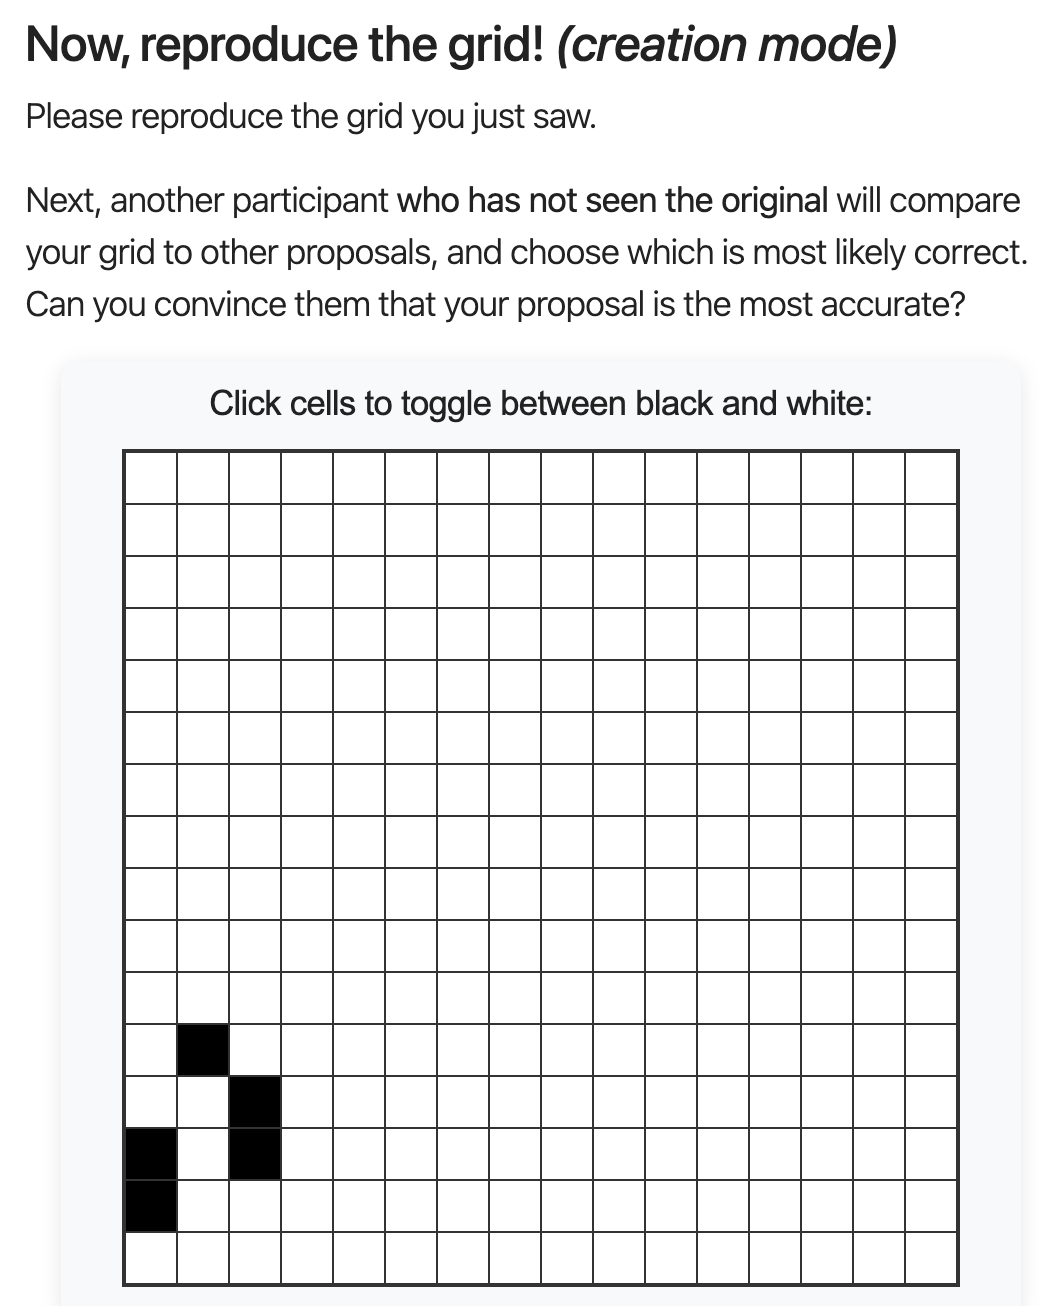 Now, reproduce the grid! (creation mode)
Please reproduce the grid you just saw.
Next, another participant who has not seen the original will compare
your grid to other proposals, and choose which is most likely correct.
Can you convince them that your proposal is the most accurate?
Click cells to toggle between black and white: